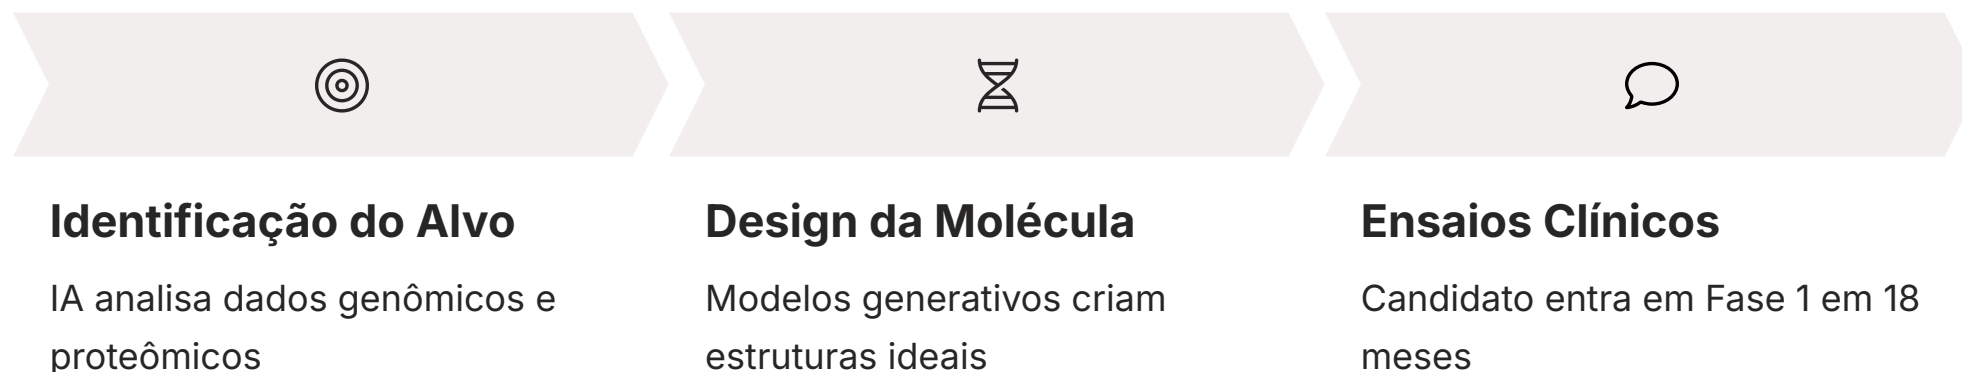 Identificação do Alvo
IA analisa dados genômicos e
proteômicos
Design da Molécula
Modelos generativos criam
estruturas ideais
Ensaios Clínicos
Candidato entra em Fase 1 em 18
meses